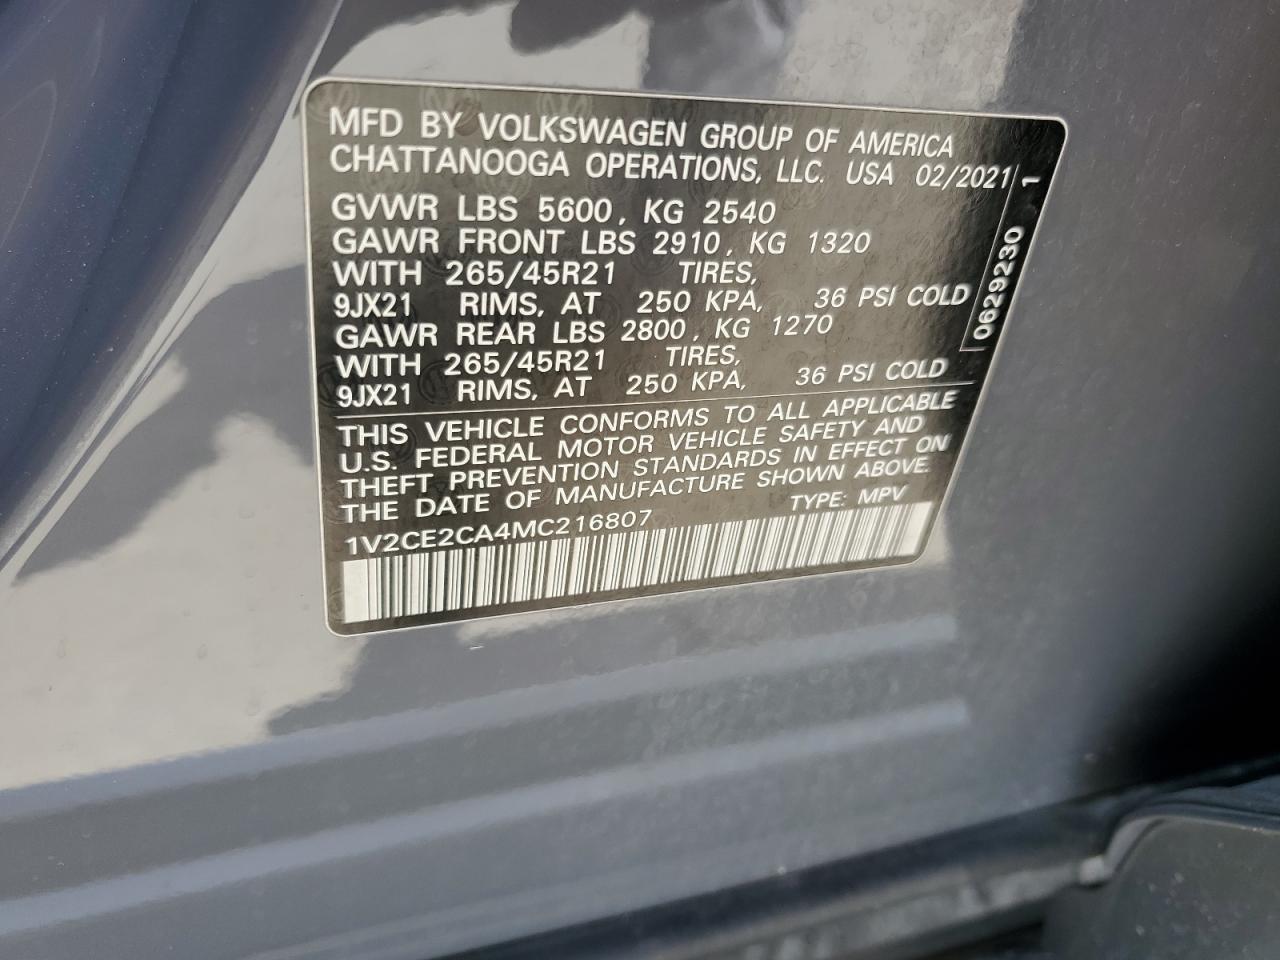 MFD BY VOLKSWAGEN GROUP OF AMERICA
CHATTANOOGA OPERATIONS, LLC. USA 02/2021
GVWR LBS 5600, KG 2540
GAWR FRONT LBS 2910, KG 1320
WITH 265/45R21 TIRES,
9JX21 RIMS, AT 250 KPA, 36 PSI COLD
GAWR REAR LBS 2800, KG 1270
WITH 265/45R21 TIRES,
9JX21 RIMS, AT 250 KPA, 36 PSI COLD
THIS VEHICLE CONFORMS TO ALL APPLICABLE
U.S. FEDERAL MOTOR VEHICLE SAFETY AND
THEFT PREVENTION STANDARDS IN EFFECT ON
THE DATE OF MANUFACTURE SHOWN ABOVE.
1V2CE2CA4MC216807 TYPE: MPV
0629230 1